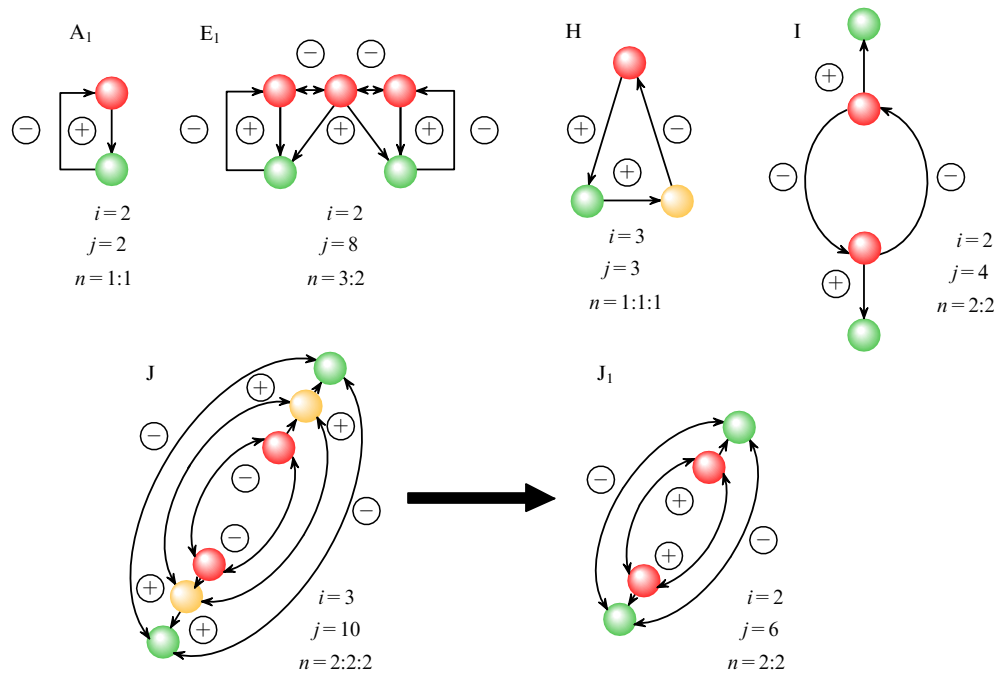 A₁
E₁
H
I
− + − − + + + − + + − + − −
i = 2
j = 2
n = 1:1
i = 2
j = 8
n = 3:2
i = 3
j = 3
n = 1:1:1
+
i = 2
j = 4
n = 2:2
J
− + + − − − + +
i = 3
j = 10
n = 2:2:2
J₁
− + + −
i = 2
j = 6
n = 2:2